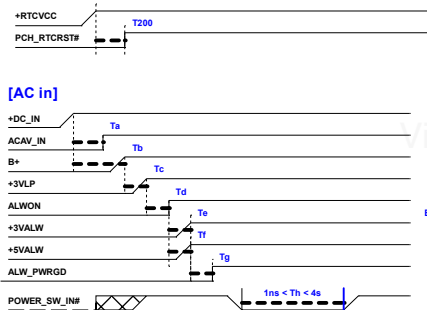 +RTCVCC
T200
PCH_RTCRST#
[AC in]
+DC_IN
Ta
ACAV_IN
Tb
B+
Tc
+3VLP
Td
ALWON
Te
+3VALW
Tf
+5VALW
Tg
ALW_PWRGD
1ns < Th < 4s
POWER_SW_IN#